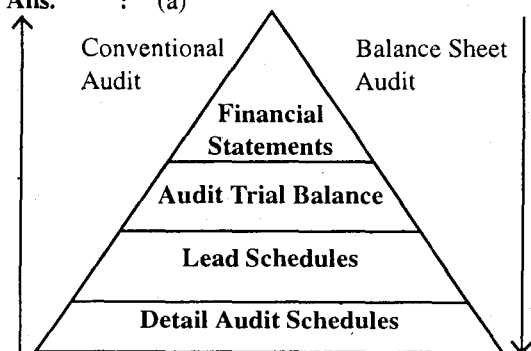 Ans. : (a)
Conventional Audit
Balance Sheet Audit
Financial Statements
Audit Trial Balance
Lead Schedules
Detail Audit Schedules